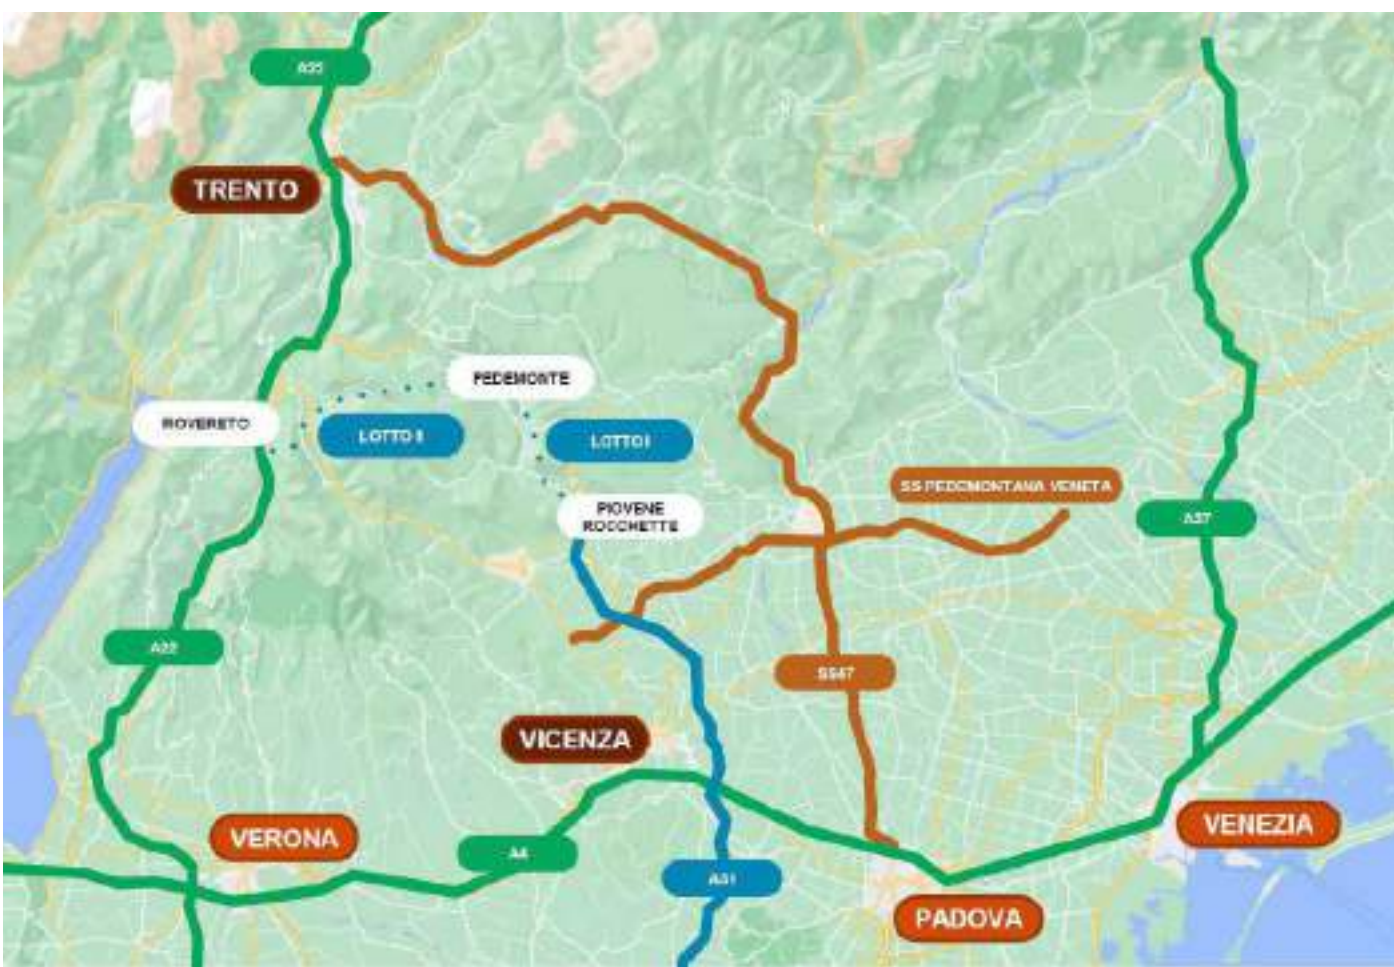 A22
TRENTO
PEDEMONTE
ROVERETO
LOTTO II
LOTTO I
SS PEDEMONTANA VENETA
PIOVENE
ROCCHETTE
A27
A22
SS47
VICENZA
VENEZIA
VERONA
A4
A31
PADOVA